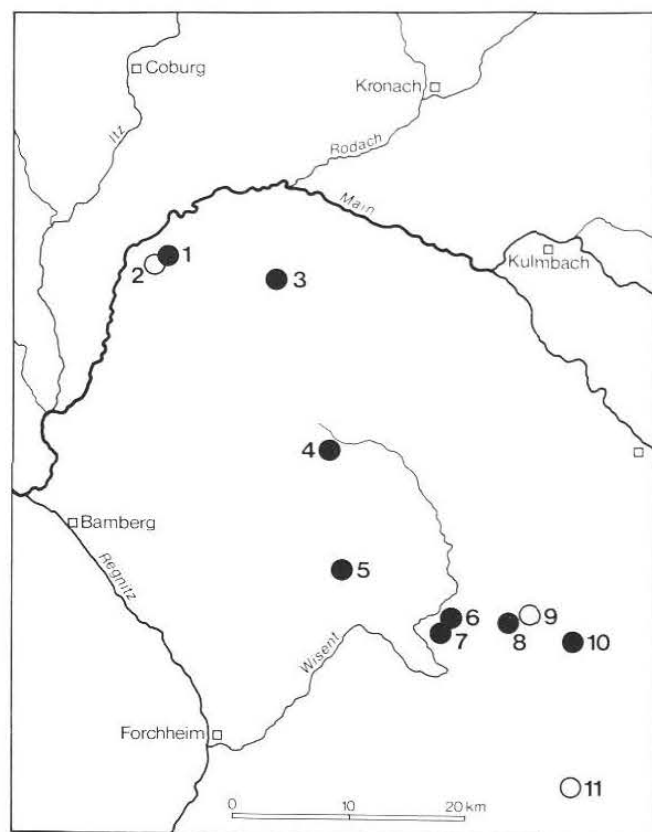 Coburg
Kronach
Itz
Rodach
Main
Kulmbach
1
2
3
4
Bamberg
Regnitz
5
6
7
8
9
10
Wisent
Forchheim
11
0 10 20 km